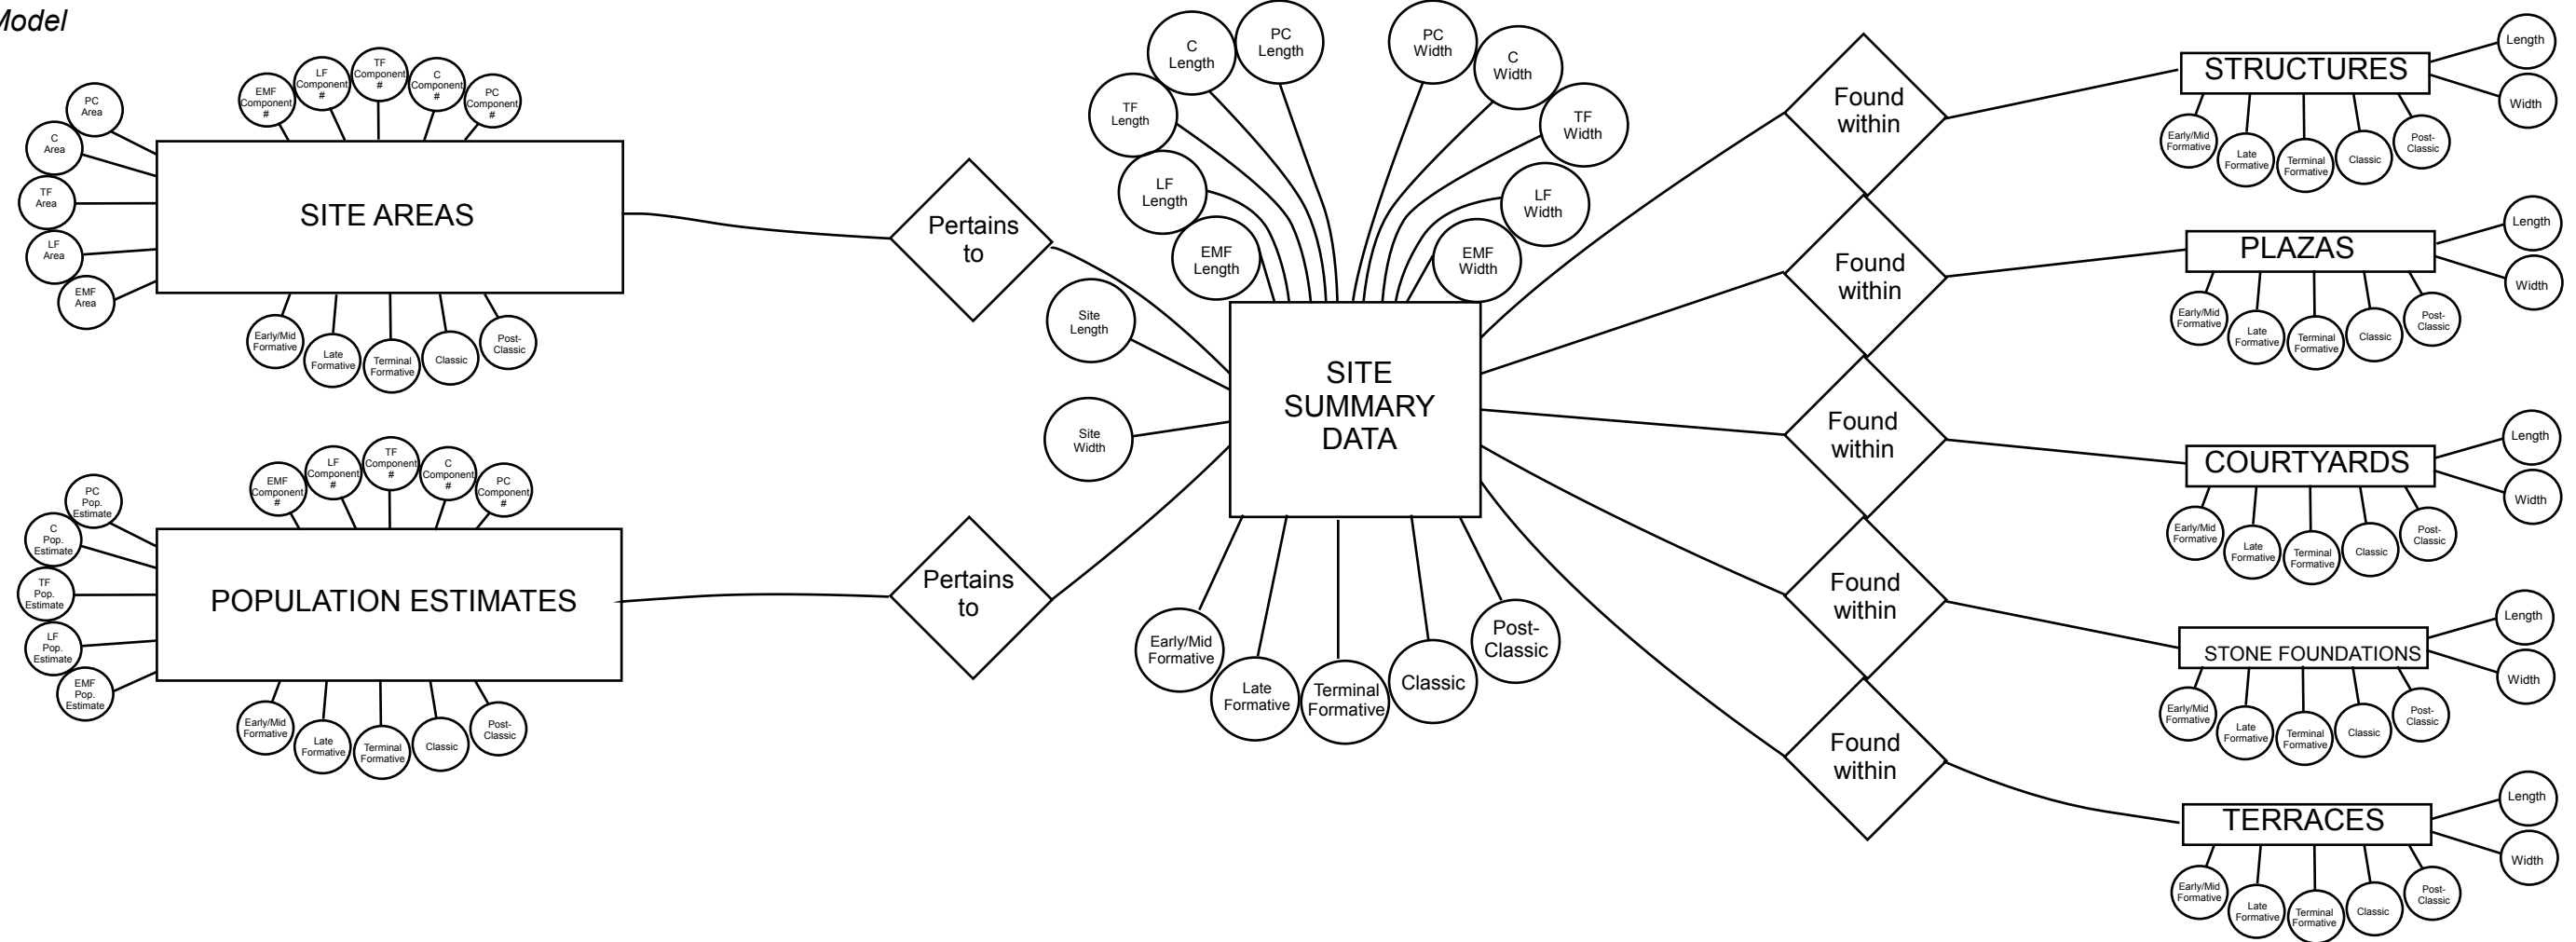 Model
PC
Area
C
Area
TF
Area
LF
Area
EMF
Area
EMF
Component
#
LF
Component
#
TF
Component
#
C
Component
#
PC
Component
#
SITE AREAS
Early/Mid
Formative
Late
Formative
Terminal
Formative
Classic
Post-
Classic
PC
Pop.
Estimate
C
Pop.
Estimate
TF
Pop.
Estimate
LF
Pop.
Estimate
EMF
Pop.
Estimate
EMF
Component
#
LF
Component
#
TF
Component
#
C
Component
#
PC
Component
#
POPULATION ESTIMATES
Early/Mid
Formative
Late
Formative
Terminal
Formative
Classic
Post-
Classic
Pertains
to
Pertains
to
Site
Length
Site
Width
EMF
Length
LF
Length
TF
Length
C
Length
PC
Length
PC
Width
C
Width
TF
Width
LF
Width
EMF
Width
SITE
SUMMARY
DATA
Early/Mid
Formative
Late
Formative
Terminal
Formative
Classic
Post-
Classic
Found
within
Found
within
Found
within
Found
within
Found
within
STRUCTURES
Length
Width
Early/Mid
Formative
Late
Formative
Terminal
Formative
Classic
Post-
Classic
PLAZAS
Length
Width
Early/Mid
Formative
Late
Formative
Terminal
Formative
Classic
Post-
Classic
COURTYARDS
Length
Width
Early/Mid
Formative
Late
Formative
Terminal
Formative
Classic
Post-
Classic
STONE FOUNDATIONS
Length
Width
Early/Mid
Formative
Late
Formative
Terminal
Formative
Classic
Post-
Classic
TERRACES
Length
Width
Early/Mid
Formative
Late
Formative
Terminal
Formative
Classic
Post-
Classic